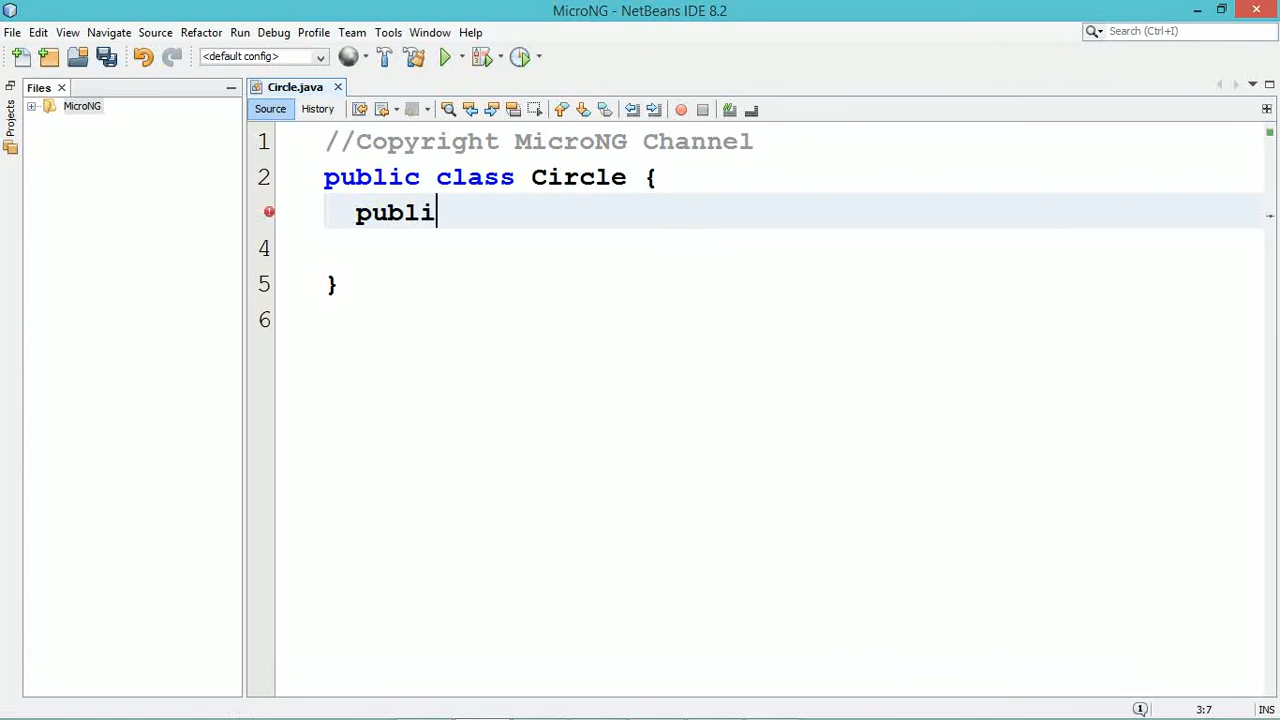 MicroNG - NetBeans IDE 8.2
File Edit View Navigate Source Refactor Run Debug Profile Team Tools Window Help
Search (Ctrl+I)
<default config>
Files
Circle.java
Projects
MicroNG
Source History
1 //Copyright MicroNG Channel
2 public class Circle {
publi
4
5 }
6
3:7 INS